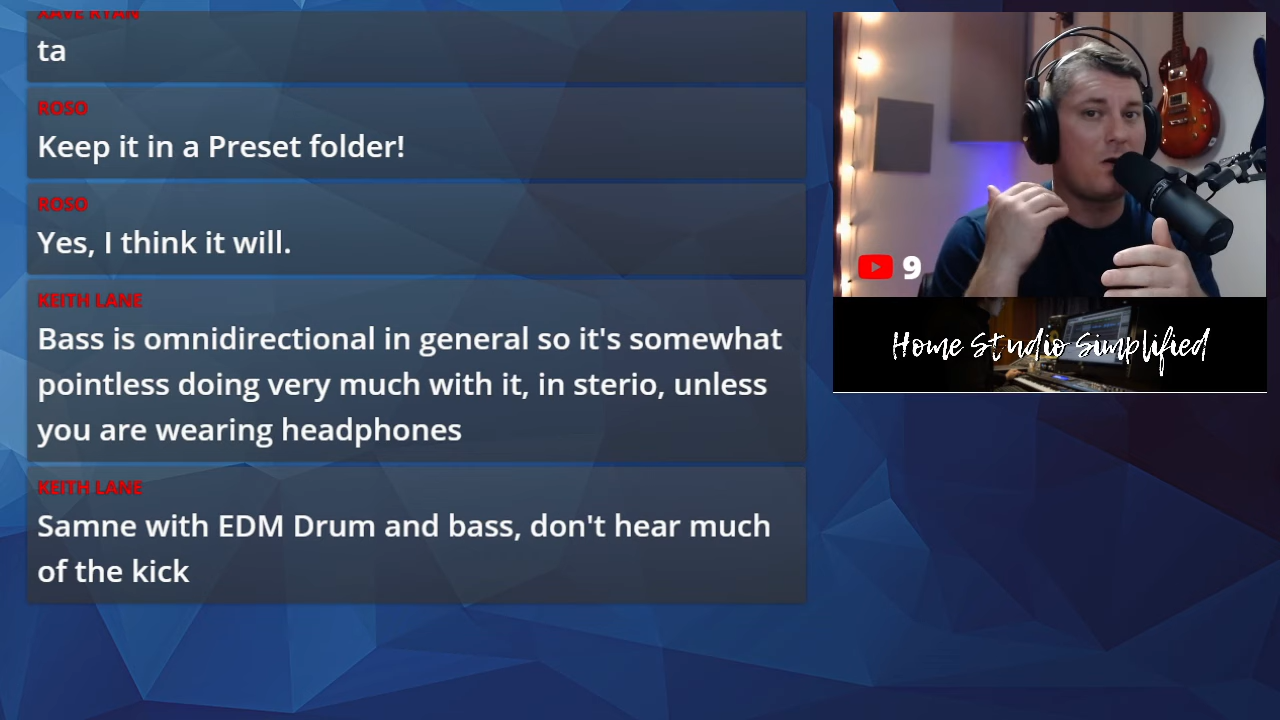 ta
ROSO
Keep it in a Preset folder!
ROSO
Yes, I think it will.
KEITH LANE
Bass is omnidirectional in general so it's somewhat
pointless doing very much with it, in sterio, unless
you are wearing headphones
KEITH LANE
Samne with EDM Drum and bass, don't hear much
of the kick
9
Home Studio Simplified